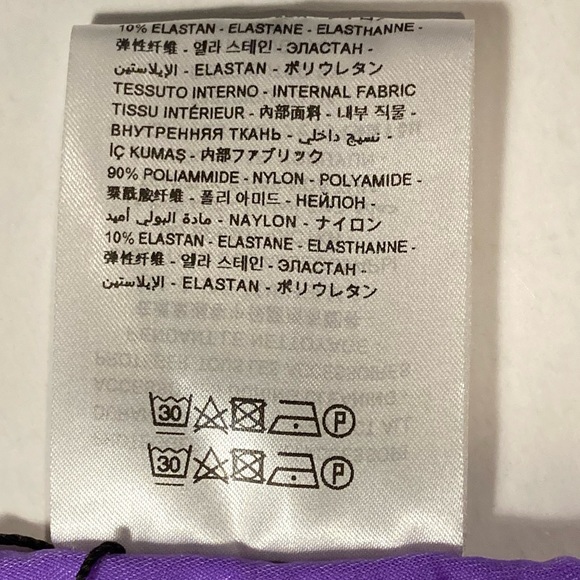 10% ELASTAN - ELASTANE - ELASTHANNE -
弹性纤维 - 엘라 스테인 - ЭЛАСТАН -
الإيلاستين - ELASTAN - ポリウレタン
TESSUTO INTERNO - INTERNAL FABRIC
TISSU INTÉRIEUR - 内部面料 - 내부 직물 -
ВНУТРЕННЯЯ ТКАНЬ - نسيج داخلي -
İÇ KUMAŞ - 内部ファブリック
90% POLIAMMIDE - NYLON - POLYAMIDE -
聚酰胺纤维 - 폴리 아미드 - НЕЙЛОН -
مادة البولي أميد - NAYLON - ナイロン
10% ELASTAN - ELASTANE - ELASTHANNE -
弹性纤维 - 엘라 스테인 - ЭЛАСТАН -
الإيلاستين - ELASTAN - ポリウレタン
30 P
30 P